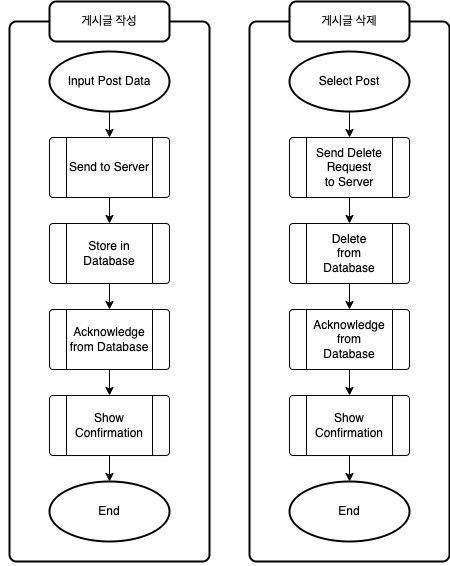 게시글 작성
Input Post Data
Send to Server
Store in
Database
Acknowledge
from Database
Show
Confirmation
End
게시글 삭제
Select Post
Send Delete
Request
to Server
Delete
from
Database
Acknowledge
from
Database
Show
Confirmation
End